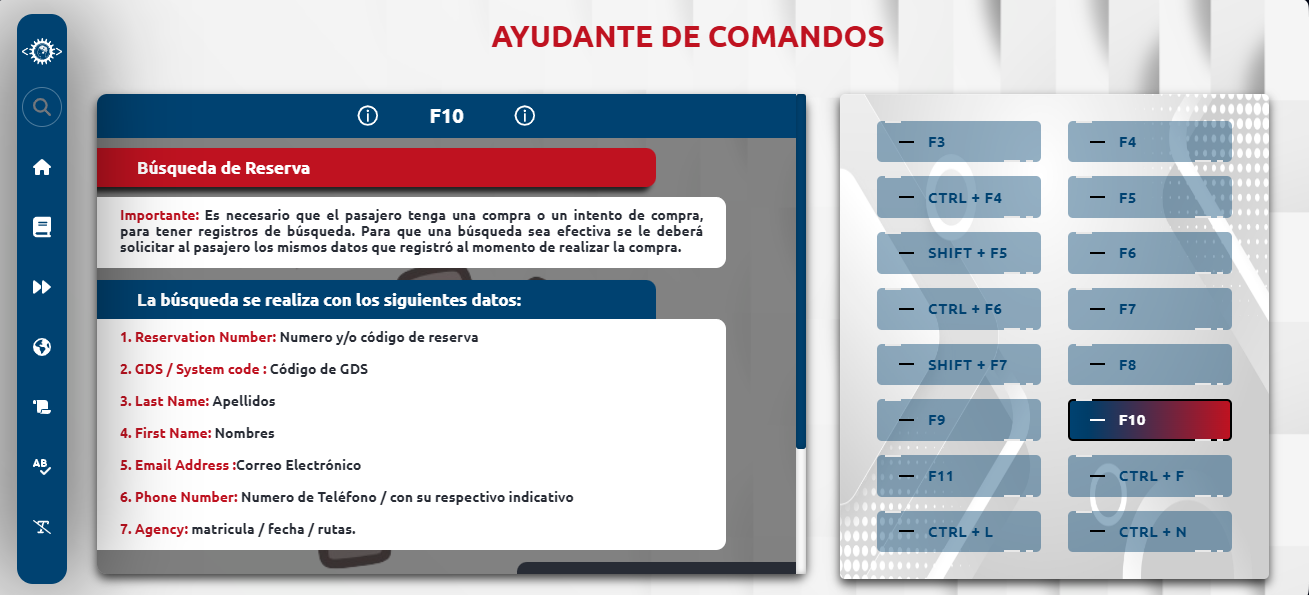 AYUDANTE DE COMANDOS
F10
Búsqueda de Reserva
Importante: Es necesario que el pasajero tenga una compra o un intento de compra,
para tener registros de búsqueda. Para que una búsqueda sea efectiva se le deberá
solicitar al pasajero los mismos datos que registró al momento de realizar la compra.
La búsqueda se realiza con los siguientes datos:
1. Reservation Number: Numero y/o código de reserva
2. GDS / System code : Código de GDS
3. Last Name: Apellidos
4. First Name: Nombres
5. Email Address :Correo Electrónico
6. Phone Number: Numero de Teléfono / con su respectivo indicativo
7. Agency: matricula / fecha / rutas.
F3
F4
CTRL + F4
F5
SHIFT + F5
F6
CTRL + F6
F7
SHIFT + F7
F8
F9
F10
F11
CTRL + F
CTRL + L
CTRL + N
AB